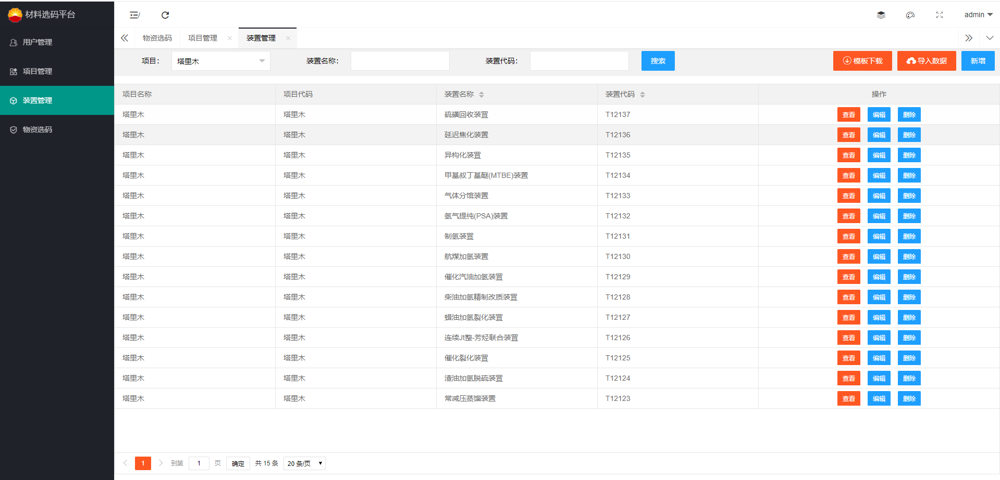 材料选码平台
admin
用户管理
项目管理
装置管理
物资选码
物资选码 项目管理 装置管理
项目： 塔里木 装置名称： 装置代码： 搜索 模板下载 导入数据 新增
项目名称 项目代码 装置名称 装置代码 操作
塔里木 塔里木 硫磺回收装置 T12137 查看 编辑 删除
塔里木 塔里木 延迟焦化装置 T12136 查看 编辑 删除
塔里木 塔里木 异构化装置 T12135 查看 编辑 删除
塔里木 塔里木 甲基叔丁基醚(MTBE)装置 T12134 查看 编辑 删除
塔里木 塔里木 气体分馆装置 T12133 查看 编辑 删除
塔里木 塔里木 氢气提纯(PSA)装置 T12132 查看 编辑 删除
塔里木 塔里木 制氢装置 T12131 查看 编辑 删除
塔里木 塔里木 航煤加氢装置 T12130 查看 编辑 删除
塔里木 塔里木 催化汽油加氢装置 T12129 查看 编辑 删除
塔里木 塔里木 柴油加氢精制改质装置 T12128 查看 编辑 删除
塔里木 塔里木 蜡油加氢裂化装置 T12127 查看 编辑 删除
塔里木 塔里木 连续Jt整-芳烃联合装置 T12126 查看 编辑 删除
塔里木 塔里木 催化裂化装置 T12125 查看 编辑 删除
塔里木 塔里木 渣油加氢脱硫装置 T12124 查看 编辑 删除
塔里木 塔里木 常减压蒸馏装置 T12123 查看 编辑 删除
1 到第 1 页 确定 共 15 条 20 条/页